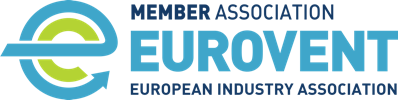 MEMBER ASSOCIATION
EUROVENT
EUROPEAN INDUSTRY ASSOCIATION